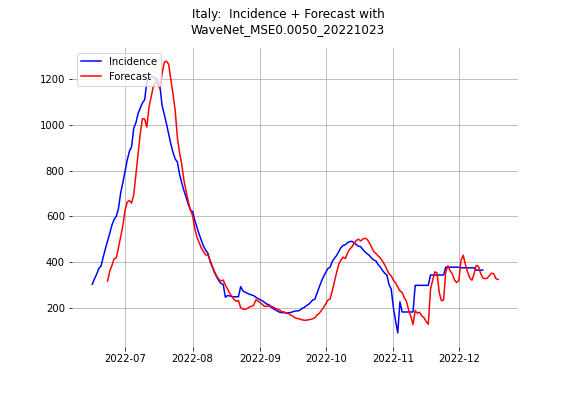 Italy:  Incidence + Forecast with
WaveNet_MSE0.0050_20221023
Incidence
Forecast
1200
1000
800
600
400
200
2022-07 2022-08 2022-09 2022-10 2022-11 2022-12